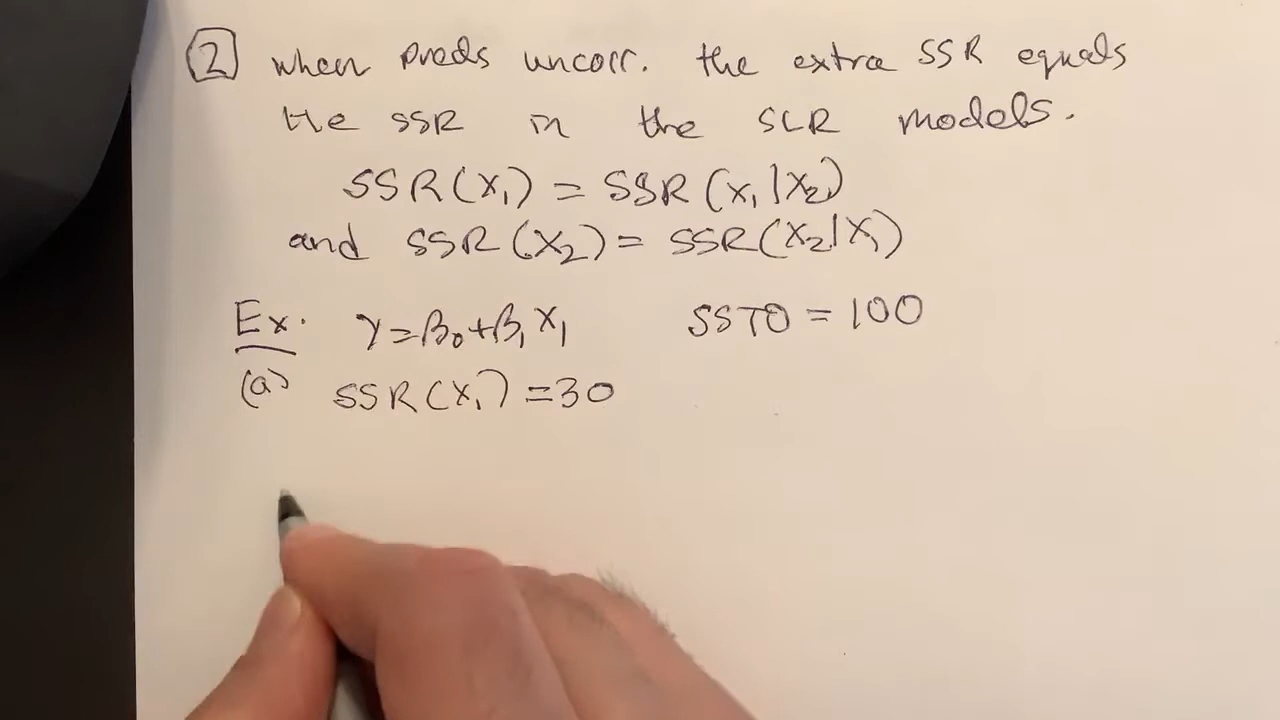 2 when preds uncorr. the extra SSR equals
the SSR in the SLR models.
SSR(X₁) = SSR(X₁|X₂)
and SSR(X₂) = SSR(X₂|X₁)
Ex. Y=β₀+β₁X₁ SSTO = 100
(a) SSR(X₁) = 30